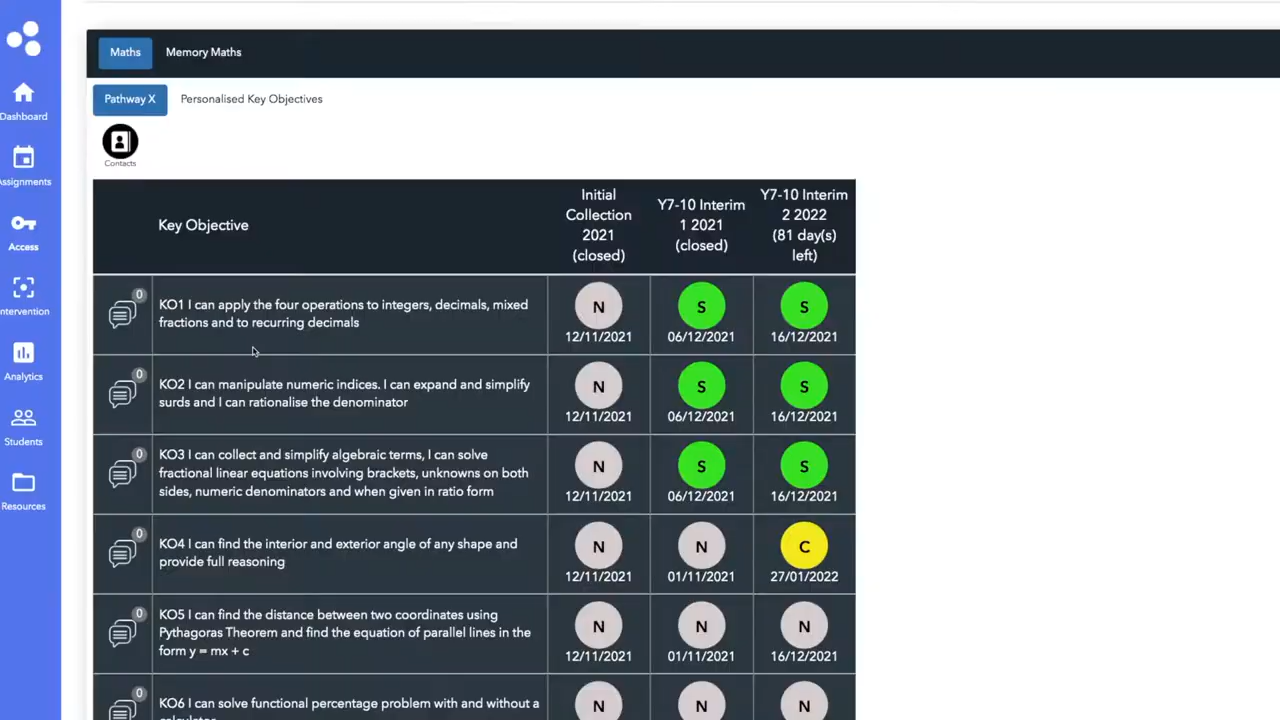 Maths
Memory Maths
Pathway X
Personalised Key Objectives
Contacts
Dashboard
Assignments
Access
Intervention
Analytics
Students
Resources
Key Objective
Initial
Collection
2021
(closed)
Y7-10 Interim
1 2021
(closed)
Y7-10 Interim
2 2022
(81 day(s)
left)
0
KO1 I can apply the four operations to integers, decimals, mixed
fractions and to recurring decimals
N
12/11/2021
S
06/12/2021
S
16/12/2021
0
KO2 I can manipulate numeric indices. I can expand and simplify
surds and I can rationalise the denominator
N
12/11/2021
S
06/12/2021
S
16/12/2021
0
KO3 I can collect and simplify algebraic terms, I can solve
fractional linear equations involving brackets, unknowns on both
sides, numeric denominators and when given in ratio form
N
12/11/2021
S
06/12/2021
S
16/12/2021
0
KO4 I can find the interior and exterior angle of any shape and
provide full reasoning
N
12/11/2021
N
01/11/2021
C
27/01/2022
0
KO5 I can find the distance between two coordinates using
Pythagoras Theorem and find the equation of parallel lines in the
form y = mx + c
N
12/11/2021
N
01/11/2021
N
16/12/2021
0
KO6 I can solve functional percentage problem with and without a
N
N
N